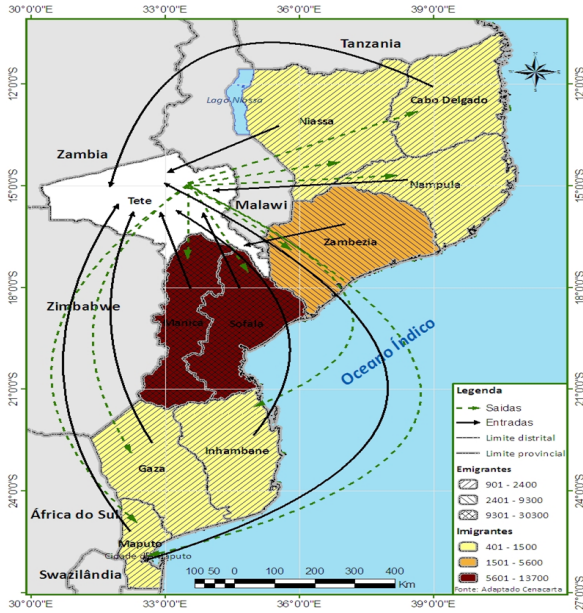 30°0'0"
33°0'0"
36°0'0"
39°0'0"
Tanzania
12°0'0"S
12°0'0"S
Lago Niassa
Cabo Delgado
Niassa
Zambia
15°0'0"S
15°0'0"S
Nampula
Tete
Malawi
Zambezia
18°0'0"S
18°0'0"S
Zimbabwe
Manica
Sofala
Oceano Índico
21°0'0"S
21°0'0"S
Legenda
Saidas
Entradas
Limite distrital
Limite provincial
Emigrantes
901 - 2400
2401 - 9300
9301 - 30300
Imigrantes
401 - 1500
1501 - 5600
5601 - 13700
Fonte: Adaptado Cenacarta
Inhambane
Gaza
24°0'0"S
24°0'0"S
África do Sul
Maputo
Cidade de Maputo
Swazilândia
100 50 0 100 200 300 400
Km
27°0'0"S
30°0'0"
33°0'0"
36°0'0"
39°0'0"